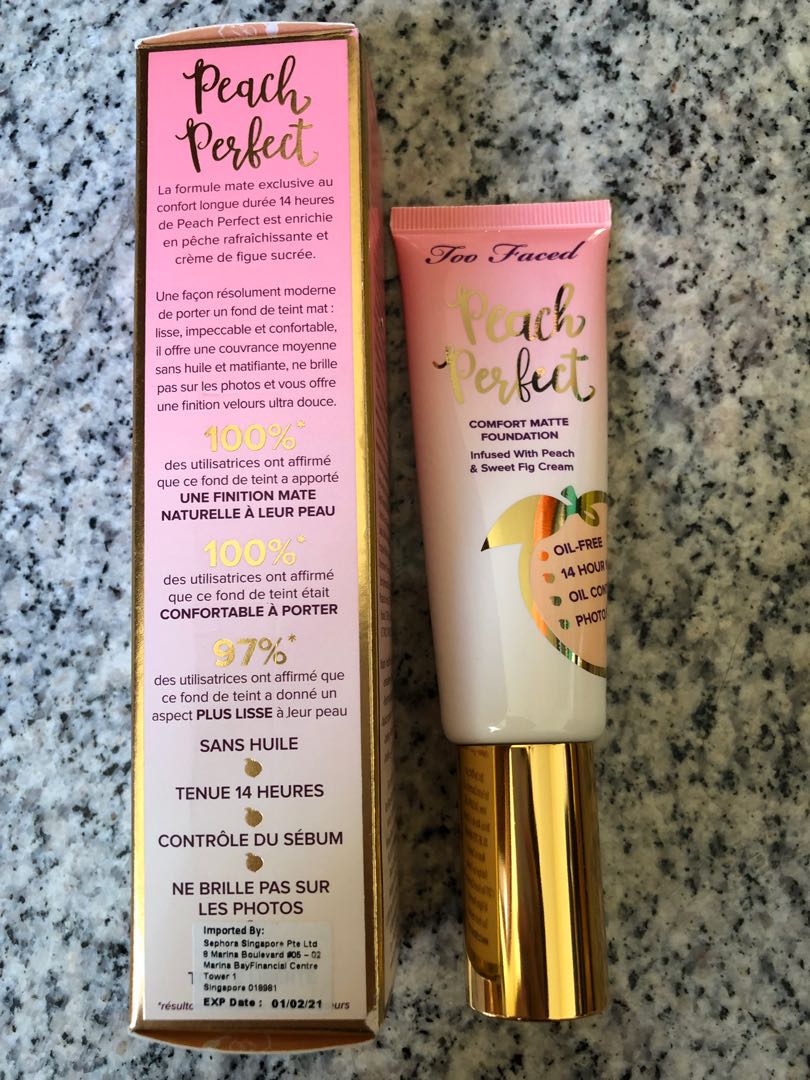 Peach
Perfect
La formule mate exclusive au
confort longue durée 14 heures
de Peach Perfect est enrichie
en pêche rafraîchissante et
crème de figue sucrée.
Une façon résolument moderne
de porter un fond de teint mat :
lisse, impeccable et confortable,
il offre une couvrance moyenne
sans huile et matifiante, ne brille
pas sur les photos et vous offre
une finition velours ultra douce.
100%*
des utilisatrices ont affirmé
que ce fond de teint a apporté
UNE FINITION MATE
NATURELLE À LEUR PEAU
100%*
des utilisatrices ont affirmé
que ce fond de teint était
CONFORTABLE À PORTER
97%*
des utilisatrices ont affirmé que
ce fond de teint a donné un
aspect PLUS LISSE à leur peau
SANS HUILE
TENUE 14 HEURES
CONTRÔLE DU SÉBUM
NE BRILLE PAS SUR
LES PHOTOS
Imported By:
Sephora Singapore Pte Ltd
8 Marina Boulevard #05 - 02
Marina BayFinancial Centre
Tower 1
Singapore 018981
EXP Date : 01/02/21
Too Faced
Peach
Perfect
COMFORT MATTE
FOUNDATION
Infused With Peach
& Sweet Fig Cream
OIL-FREE
14 HOUR
OIL CON
PHOTO